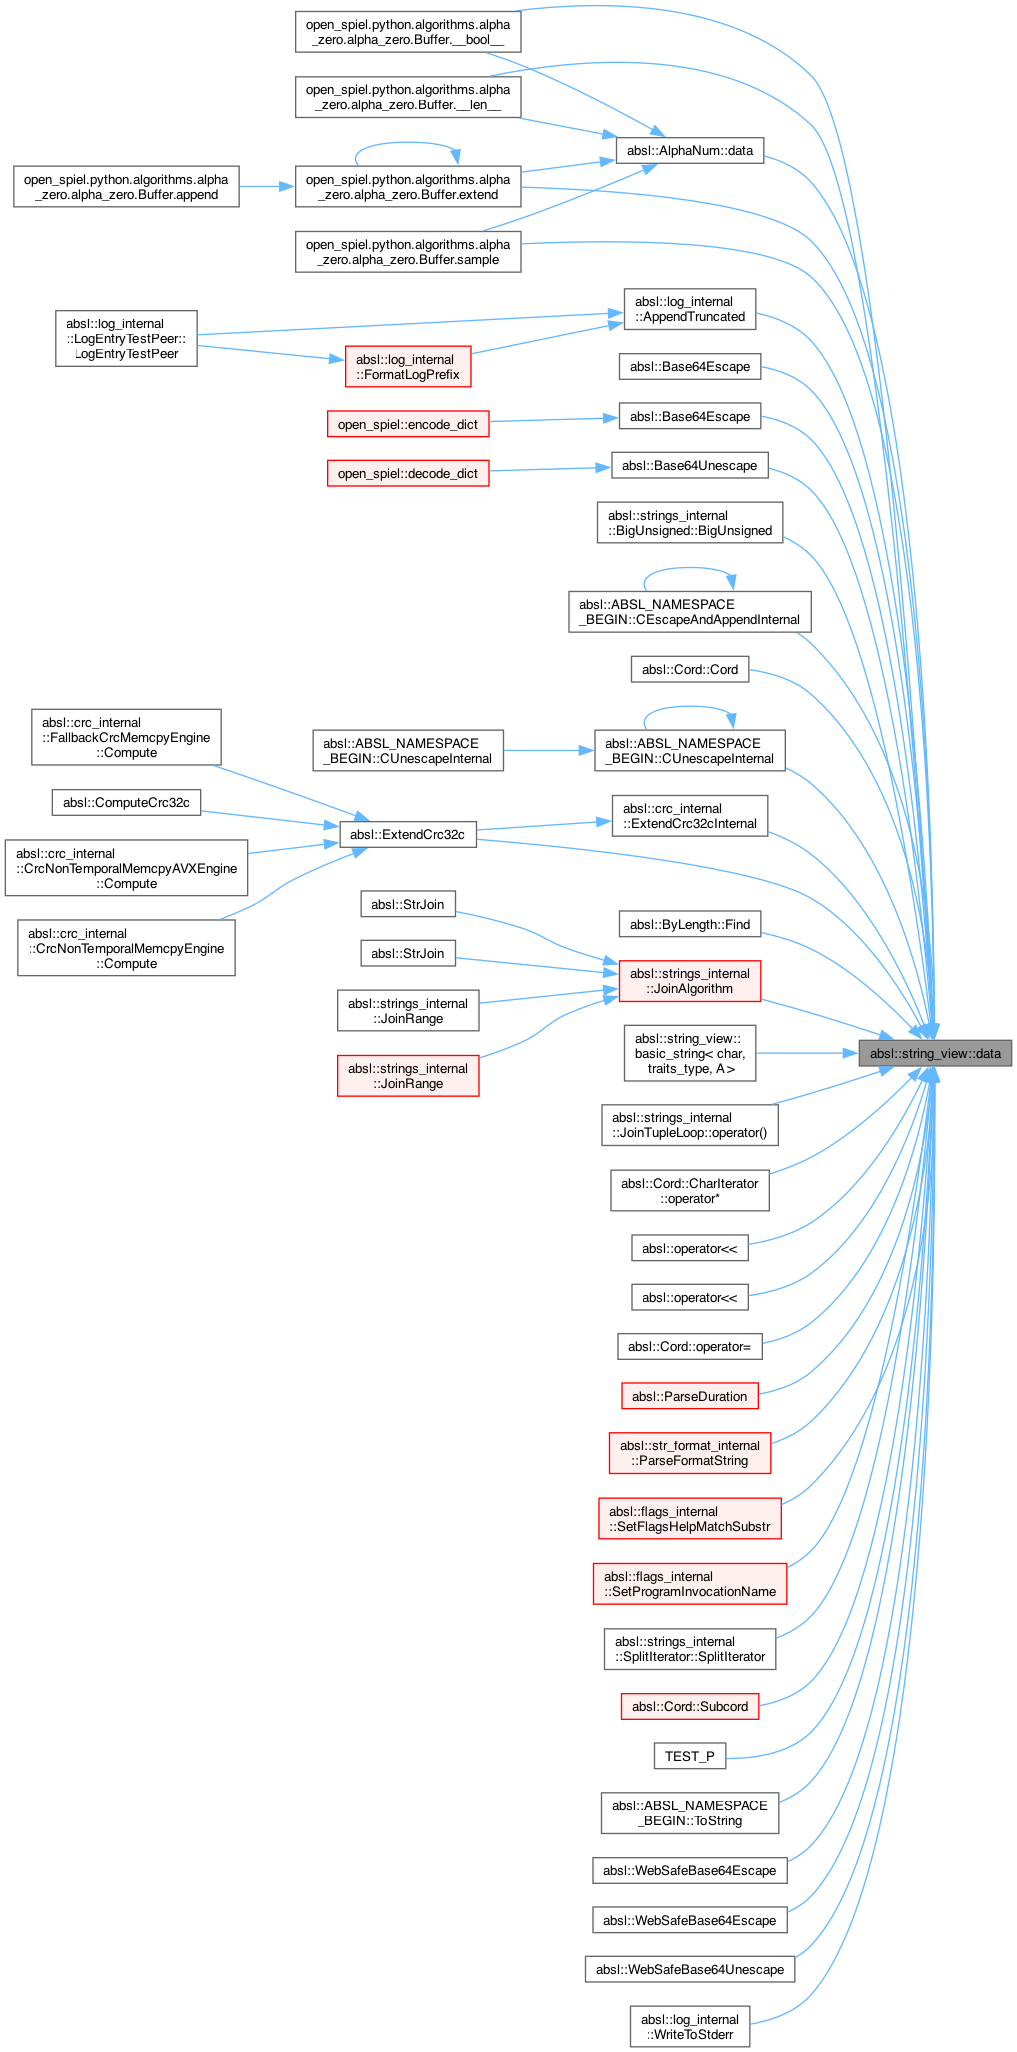 open_spiel.python.algorithms.alpha
_zero.alpha_zero.Buffer.__bool__
open_spiel.python.algorithms.alpha
_zero.alpha_zero.Buffer.__len__
absl::AlphaNum::data
open_spiel.python.algorithms.alpha
_zero.alpha_zero.Buffer.append
open_spiel.python.algorithms.alpha
_zero.alpha_zero.Buffer.extend
open_spiel.python.algorithms.alpha
_zero.alpha_zero.Buffer.sample
absl::log_internal
::AppendTruncated
absl::log_internal
::LogEntryTestPeer::
LogEntryTestPeer
absl::log_internal
::FormatLogPrefix
absl::Base64Escape
open_spiel::encode_dict
absl::Base64Escape
open_spiel::decode_dict
absl::Base64Unescape
absl::strings_internal
::BigUnsigned::BigUnsigned
absl::ABSL_NAMESPACE
_BEGIN::CEscapeAndAppendInternal
absl::Cord::Cord
absl::crc_internal
::FallbackCrcMemcpyEngine
::Compute
absl::ABSL_NAMESPACE
_BEGIN::CUnescapeInternal
absl::ABSL_NAMESPACE
_BEGIN::CUnescapeInternal
absl::ComputeCrc32c
absl::crc_internal
::ExtendCrc32cInternal
absl::ExtendCrc32c
absl::crc_internal
::CrcNonTemporalMemcpyAVXEngine
::Compute
absl::crc_internal
::CrcNonTemporalMemcpyEngine
::Compute
absl::StrJoin
absl::ByLength::Find
absl::StrJoin
absl::strings_internal
::JoinAlgorithm
absl::strings_internal
::JoinRange
absl::string_view::
basic_string< char,
traits_type, A >
absl::string_view::data
absl::strings_internal
::JoinRange
absl::strings_internal
::JoinTupleLoop::operator()
absl::Cord::CharIterator
::operator*
absl::operator<<
absl::operator<<
absl::Cord::operator=
absl::ParseDuration
absl::str_format_internal
::ParseFormatString
absl::flags_internal
::SetFlagsHelpMatchSubstr
absl::flags_internal
::SetProgramInvocationName
absl::strings_internal
::SplitIterator::SplitIterator
absl::Cord::Subcord
TEST_P
absl::ABSL_NAMESPACE
_BEGIN::ToString
absl::WebSafeBase64Escape
absl::WebSafeBase64Escape
absl::WebSafeBase64Unescape
absl::log_internal
::WriteToStderr